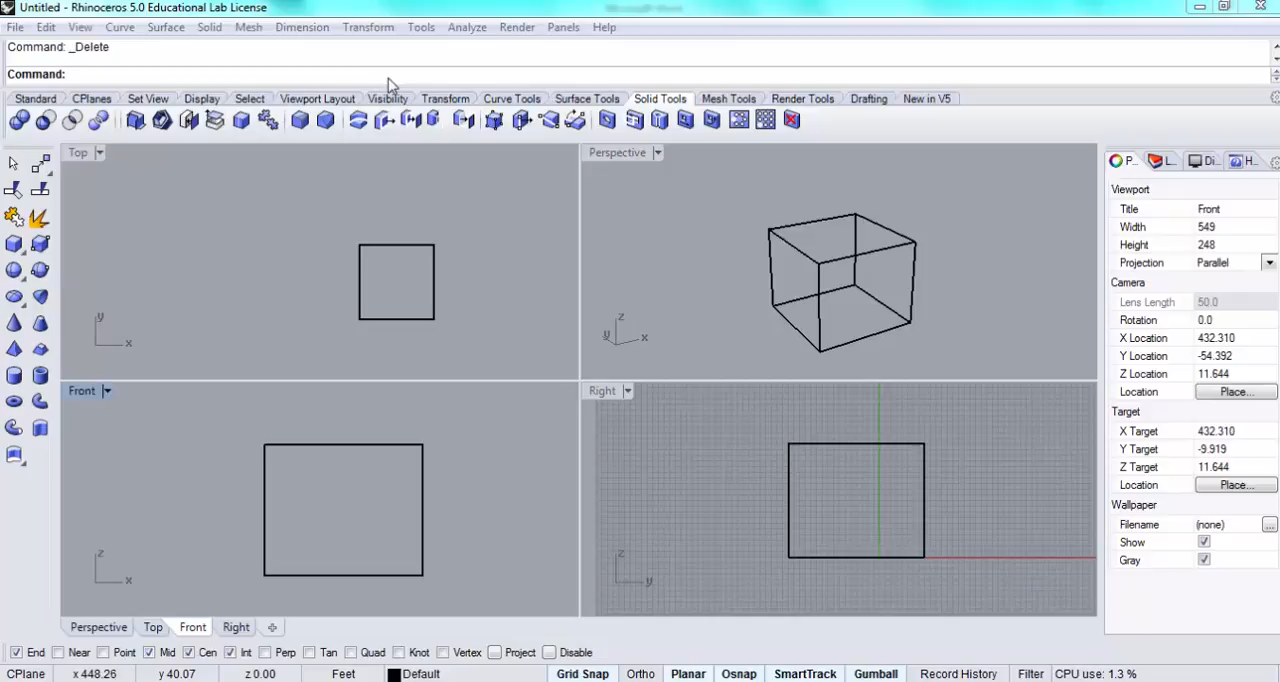 Untitled - Rhinoceros 5.0 Educational Lab License
File Edit View Curve Surface Solid Mesh Dimension Transform Tools Analyze Render Panels Help
Command: _Delete
Command:
Standard CPlanes Set View Display Select Viewport Layout Visibility Transform Curve Tools Surface Tools Solid Tools Mesh Tools Render Tools Drafting New in V5
Top
y
x
Perspective
z
y
x
Front
z
x
Right
z
y
P... L... Di... H...
Viewport
Title Front
Width 549
Height 248
Projection Parallel
Camera
Lens Length 50.0
Rotation 0.0
X Location 432.310
Y Location -54.392
Z Location 11.644
Location Place...
Target
X Target 432.310
Y Target -9.919
Z Target 11.644
Location Place...
Wallpaper
Filename (none) ...
Show
Gray
Perspective Top Front Right
End Near Point Mid Cen Int Perp Tan Quad Knot Vertex Project Disable
CPlane x 448.26 y 40.07 z 0.00 Feet Default Grid Snap Ortho Planar Osnap SmartTrack Gumball Record History Filter CPU use: 1.3 %